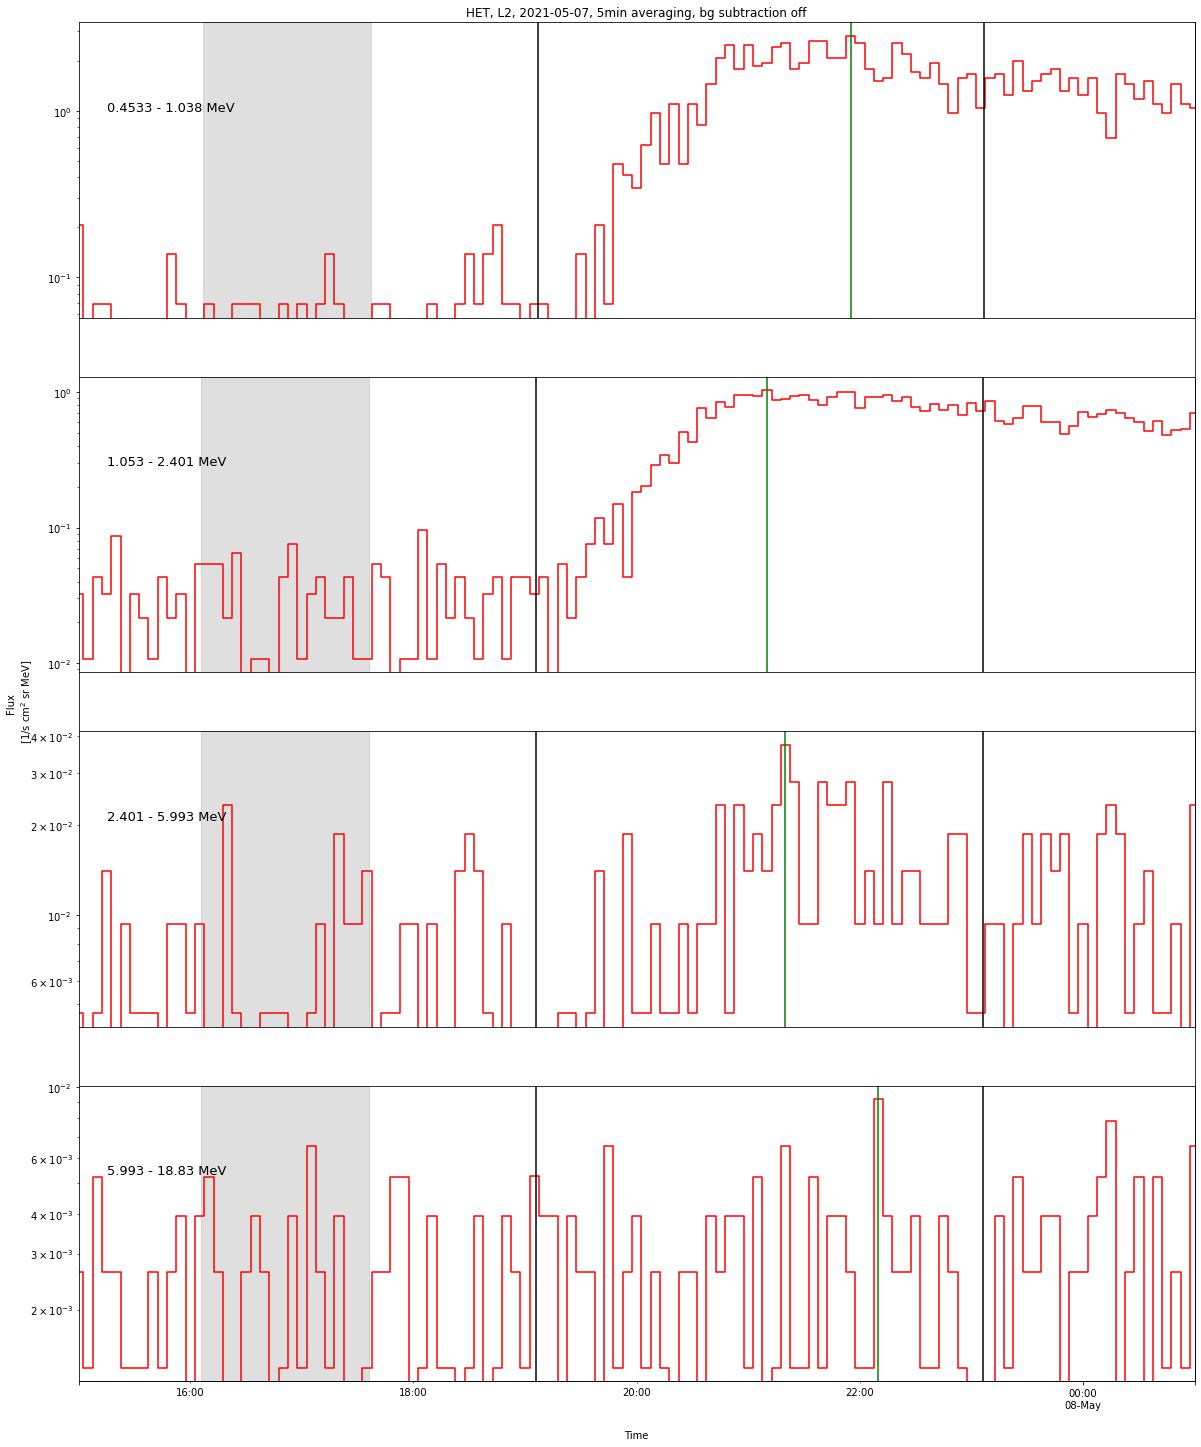 HET, L2, 2021-05-07, 5min averaging, bg subtraction off
0.4533 - 1.038 MeV
10⁰
10⁻¹
1.053 - 2.401 MeV
10⁰
10⁻¹
10⁻²
Flux
[1/s cm² sr MeV]
2.401 - 5.993 MeV
4 × 10⁻²
3 × 10⁻²
2 × 10⁻²
10⁻²
6 × 10⁻³
5.993 - 18.83 MeV
10⁻²
6 × 10⁻³
4 × 10⁻³
3 × 10⁻³
2 × 10⁻³
16:00 18:00 20:00 22:00 00:00
08-May
Time